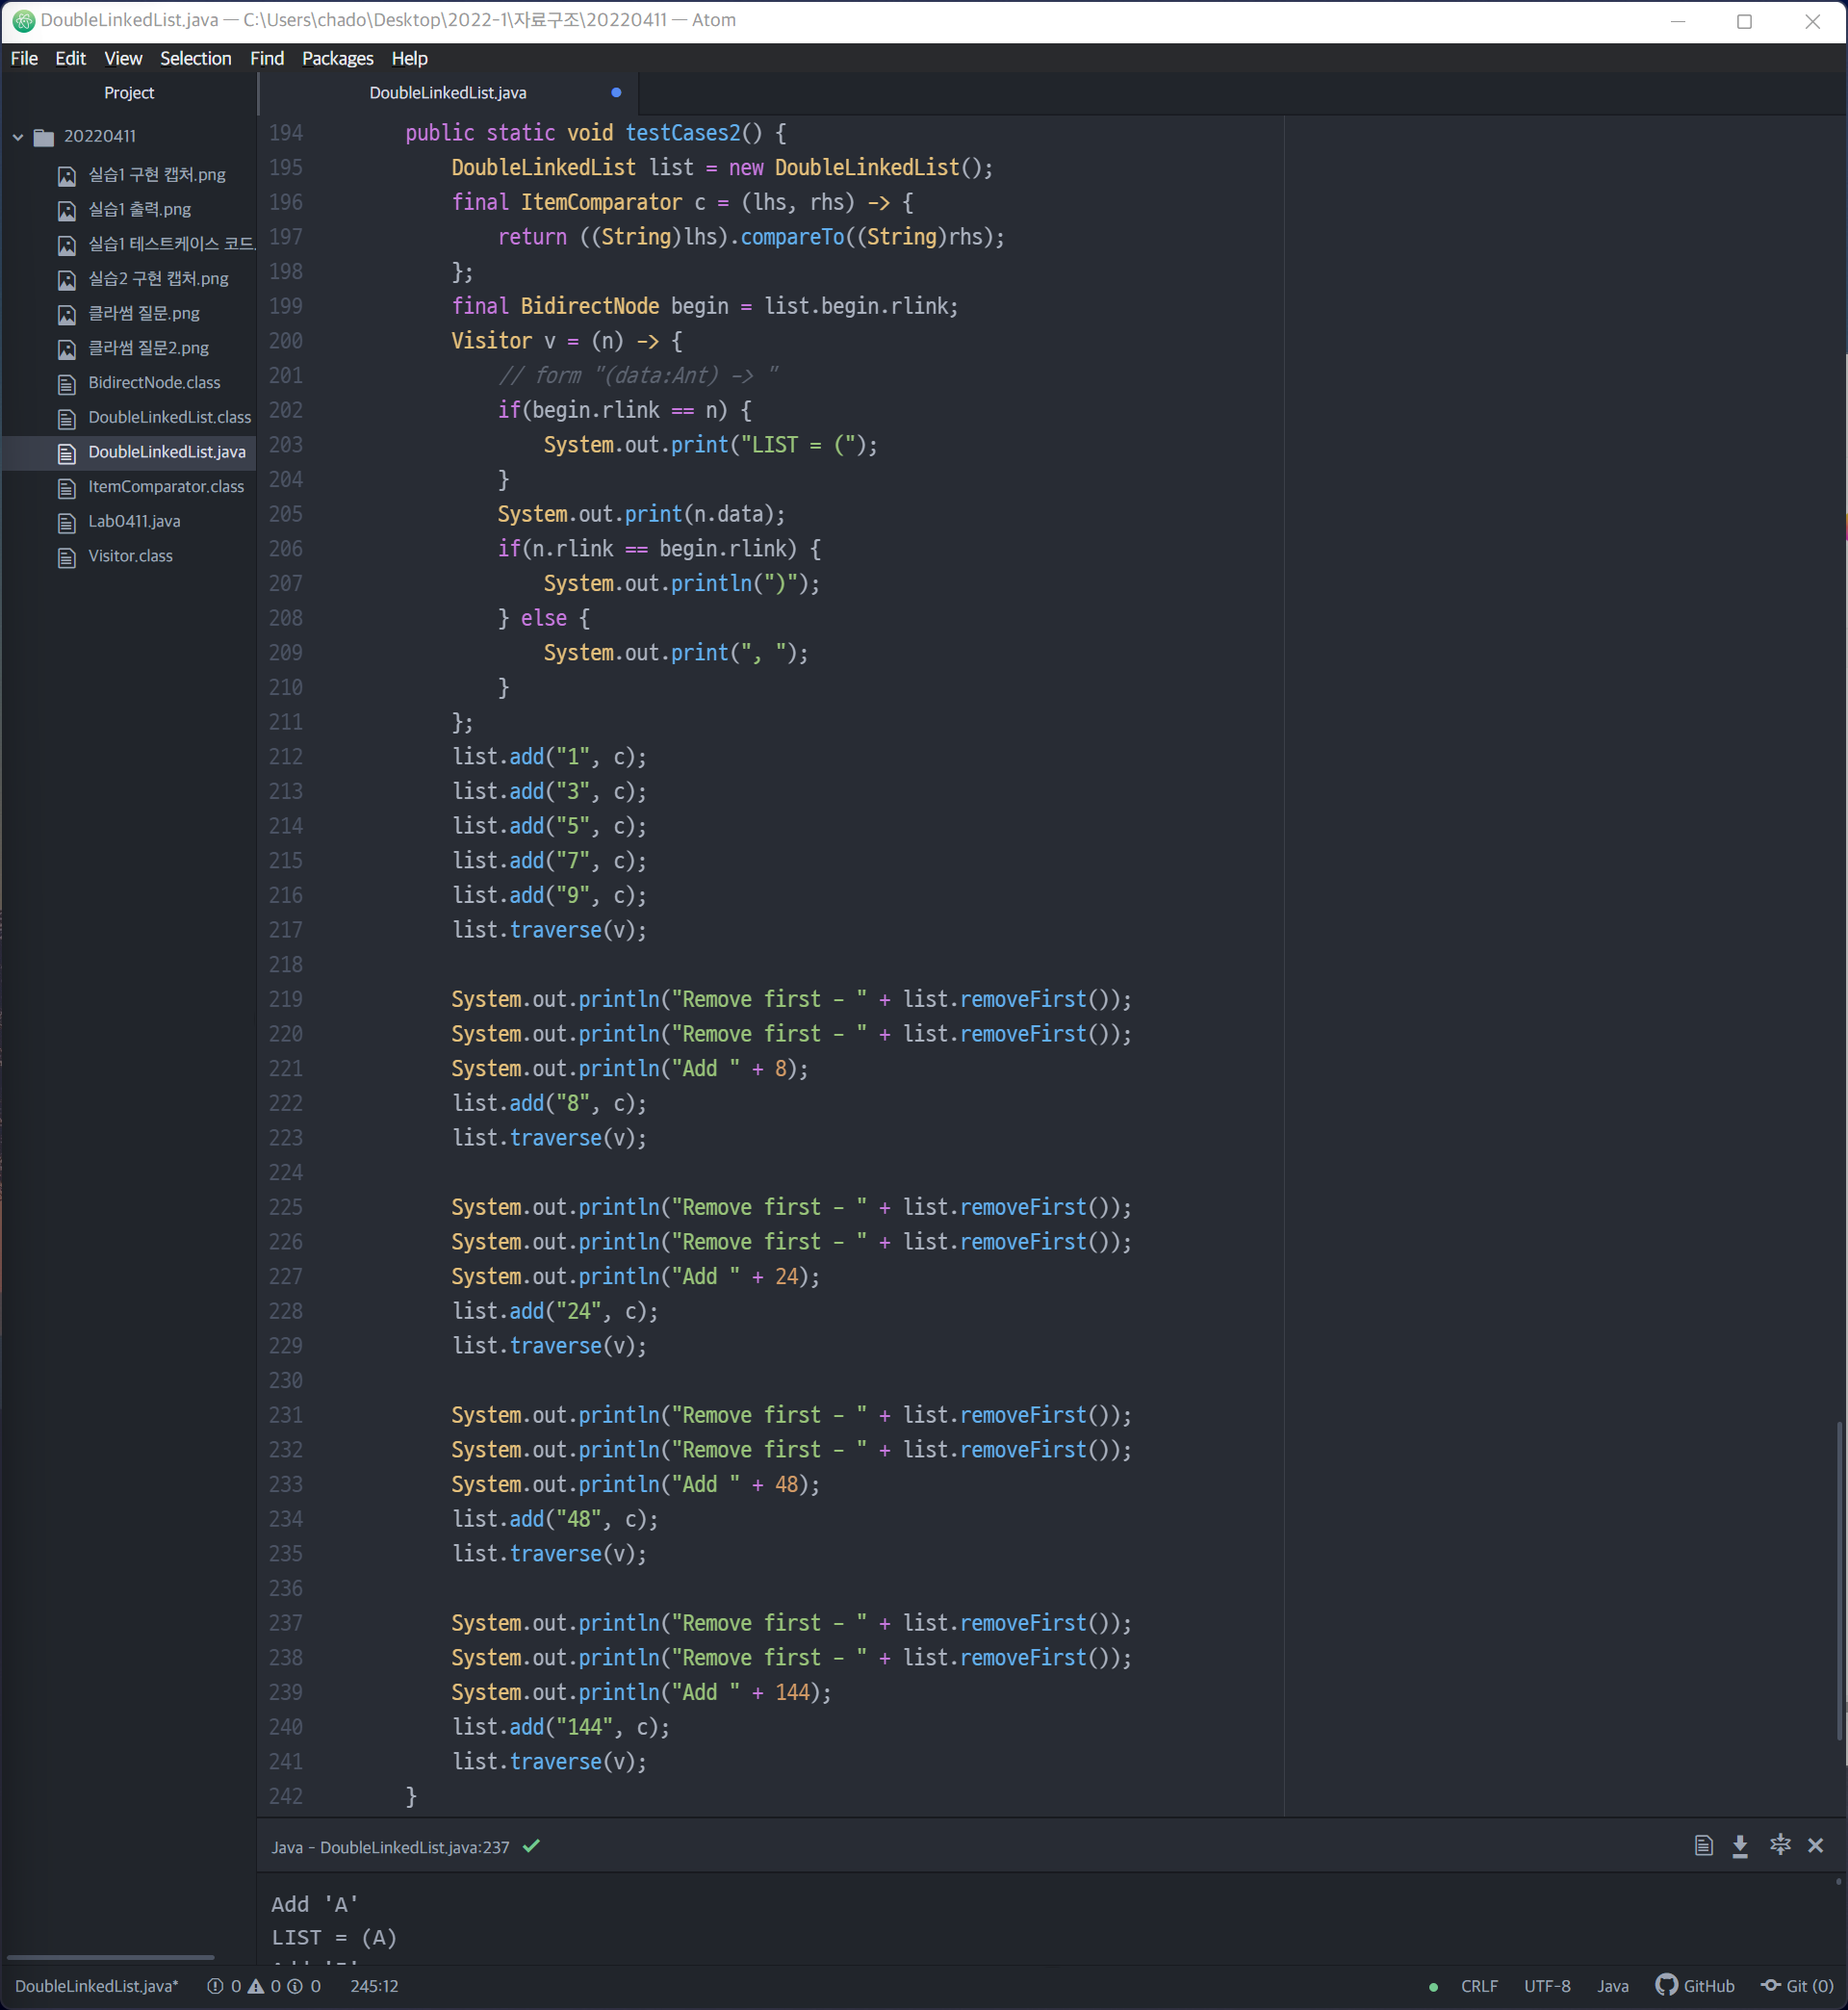 DoubleLinkedList.java — C:\Users\chado\Desktop\2022-1\자료구조\20220411 — Atom
File Edit View Selection Find Packages Help
Project
DoubleLinkedList.java
20220411
실습1 구현 캡처.png
실습1 출력.png
실습1 테스트케이스 코드.
실습2 구현 캡처.png
클라썸 질문.png
클라썸 질문2.png
BidirectNode.class
DoubleLinkedList.class
DoubleLinkedList.java
ItemComparator.class
Lab0411.java
Visitor.class
194 public static void testCases2() {
195 DoubleLinkedList list = new DoubleLinkedList();
196 final ItemComparator c = (lhs, rhs) -> {
197 return ((String)lhs).compareTo((String)rhs);
198 };
199 final BidirectNode begin = list.begin.rlink;
200 Visitor v = (n) -> {
201 // form "(data:Ant) -> "
202 if(begin.rlink == n) {
203 System.out.print("LIST = (");
204 }
205 System.out.print(n.data);
206 if(n.rlink == begin.rlink) {
207 System.out.println(")");
208 } else {
209 System.out.print(", ");
210 }
211 };
212 list.add("1", c);
213 list.add("3", c);
214 list.add("5", c);
215 list.add("7", c);
216 list.add("9", c);
217 list.traverse(v);
218
219 System.out.println("Remove first - " + list.removeFirst());
220 System.out.println("Remove first - " + list.removeFirst());
221 System.out.println("Add " + 8);
222 list.add("8", c);
223 list.traverse(v);
224
225 System.out.println("Remove first - " + list.removeFirst());
226 System.out.println("Remove first - " + list.removeFirst());
227 System.out.println("Add " + 24);
228 list.add("24", c);
229 list.traverse(v);
230
231 System.out.println("Remove first - " + list.removeFirst());
232 System.out.println("Remove first - " + list.removeFirst());
233 System.out.println("Add " + 48);
234 list.add("48", c);
235 list.traverse(v);
236
237 System.out.println("Remove first - " + list.removeFirst());
238 System.out.println("Remove first - " + list.removeFirst());
239 System.out.println("Add " + 144);
240 list.add("144", c);
241 list.traverse(v);
242 }
Java - DoubleLinkedList.java:237
Add 'A'
LIST = (A)
DoubleLinkedList.java* 0 0 0 245:12 CRLF UTF-8 Java GitHub Git (0)